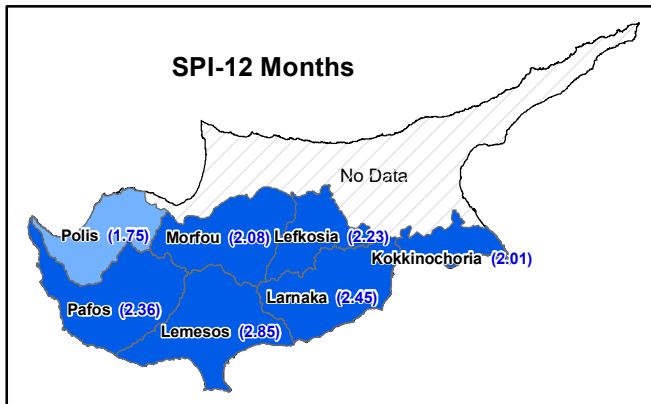 SPI-12 Months
No Data
Polis (1.75)
Morfou (2.08)
Lefkosia (2.23)
Kokkinochoria (2.01)
Pafos (2.36)
Larnaka (2.45)
Lemesos (2.85)